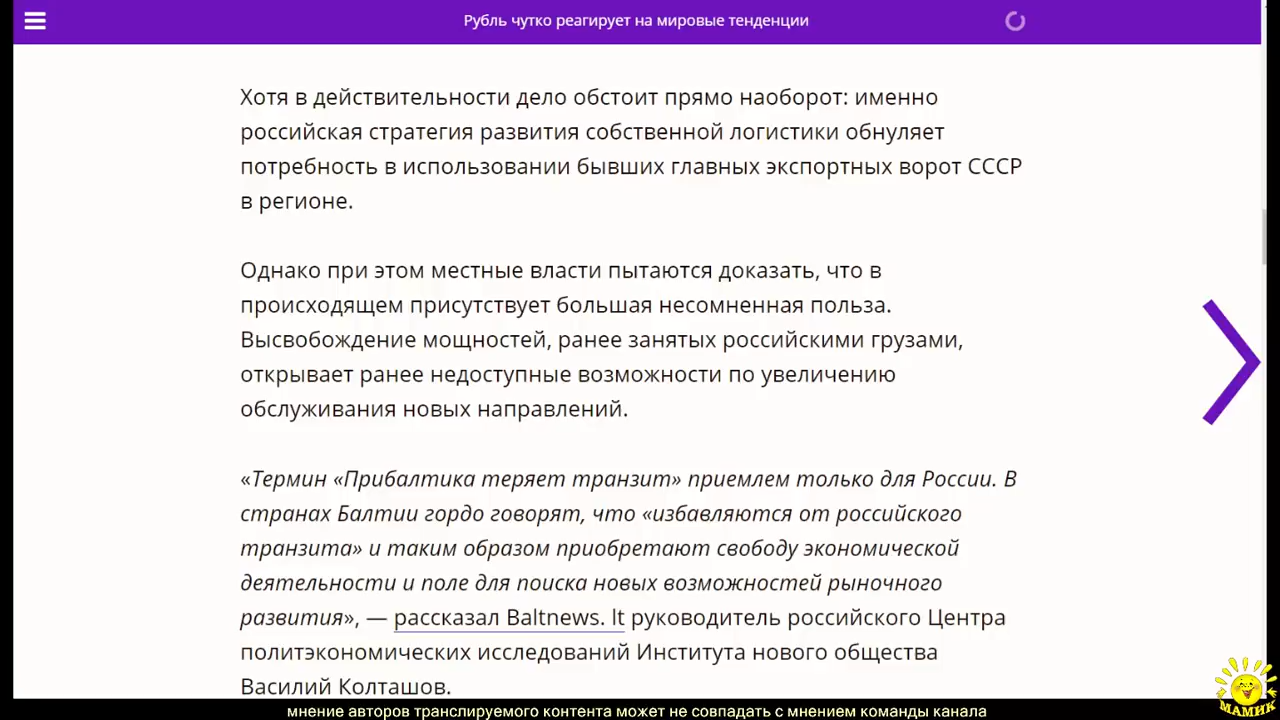 Рубль чутко реагирует на мировые тенденции
Хотя в действительности дело обстоит прямо наоборот: именно
российская стратегия развития собственной логистики обнуляет
потребность в использовании бывших главных экспортных ворот СССР
в регионе.
Однако при этом местные власти пытаются доказать, что в
происходящем присутствует большая несомненная польза.
Высвобождение мощностей, ранее занятых российскими грузами,
открывает ранее недоступные возможности по увеличению
обслуживания новых направлений.
«Термин «Прибалтика теряет транзит» приемлем только для России. В
странах Балтии гордо говорят, что «избавляются от российского
транзита» и таким образом приобретают свободу экономической
деятельности и поле для поиска новых возможностей рыночного
развития», — рассказал Baltnews. lt руководитель российского Центра
политэкономических исследований Института нового общества
Василий Колташов.
МАМИК
мнение авторов транслируемого контента может не совпадать с мнением команды канала